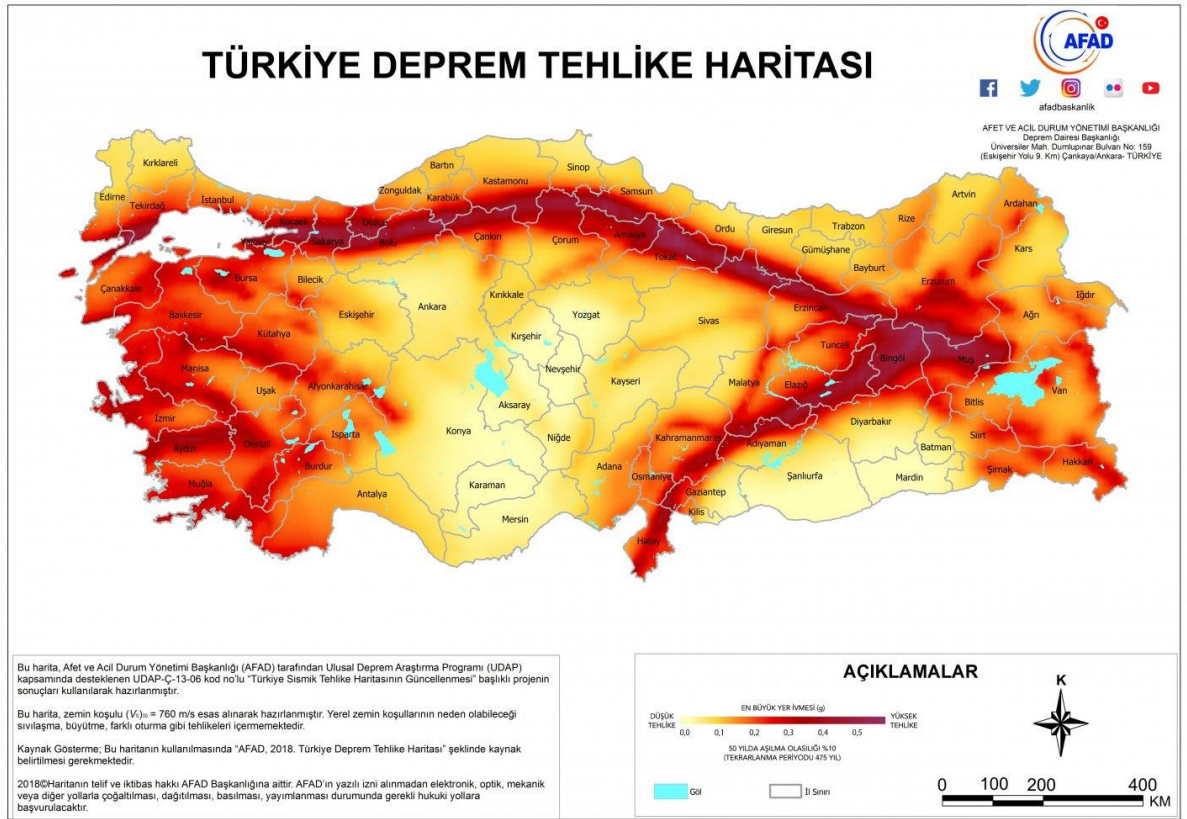 TÜRKİYE DEPREM TEHLİKE HARİTASI
AFAD
afadbaskanlik
AFET VE ACİL DURUM YÖNETİMİ BAŞKANLIĞI
Deprem Dairesi Başkanlığı
Üniversiler Mah. Dumlupınar Bulvarı No: 159
(Eskişehir Yolu 9. Km) Çankaya/Ankara- TÜRKİYE
Kırklareli
Edirne
Tekirdağ
İstanbul
Kocaeli
Sakarya
Düzce
Bolu
Zonguldak
Bartın
Karabük
Kastamonu
Sinop
Samsun
Çankırı
Çorum
Amasya
Tokat
Ordu
Giresun
Trabzon
Gümüşhane
Bayburt
Rize
Artvin
Ardahan
Kars
Iğdır
Ağrı
Erzurum
Erzincan
Çanakkale
Balıkesir
Bursa
Bilecik
Kütahya
Eskişehir
Ankara
Kırıkkale
Yozgat
Kırşehir
Sivas
Nevşehir
Kayseri
Tunceli
Bingöl
Muş
Elazığ
Malatya
Bitlis
Van
Manisa
Uşak
Afyonkarahisar
İzmir
Aydın
Denizli
Isparta
Burdur
Muğla
Antalya
Konya
Aksaray
Niğde
Karaman
Mersin
Adana
Kahramanmaraş
Osmaniye
Gaziantep
Kilis
Hatay
Adıyaman
Şanlıurfa
Diyarbakır
Batman
Mardin
Siirt
Şırnak
Hakkari
Bu harita, Afet ve Acil Durum Yönetimi Başkanlığı (AFAD) tarafından Ulusal Deprem Araştırma Programı (UDAP)
kapsamında desteklenen UDAP-Ç-13-06 kod no'lu "Türkiye Sismik Tehlike Haritasının Güncellenmesi" başlıklı projenin
sonuçları kullanılarak hazırlanmıştır.
Bu harita, zemin koşulu (Vs)30 = 760 m/s esas alınarak hazırlanmıştır. Yerel zemin koşullarının neden olabileceği
sıvılaşma, büyütme, farklı oturma gibi tehlikeleri içermemektedir.
Kaynak Gösterme; Bu haritanın kullanılmasında "AFAD, 2018. Türkiye Deprem Tehlike Haritası" şeklinde kaynak
belirtilmesi gerekmektedir.
2018©Haritanın telif ve iktibas hakkı AFAD Başkanlığına aittir. AFAD'ın yazılı izni alınmadan elektronik, optik, mekanik
veya diğer yollarla çoğaltılması, dağıtılması, basılması, yayımlanması durumunda gerekli hukuki yollara
başvurulacaktır.
AÇIKLAMALAR
EN BÜYÜK YER İVMESİ (g)
DÜŞÜK TEHLİKE
YÜKSEK TEHLİKE
0,0 0,1 0,2 0,3 0,4 0,5
50 YILDA AŞILMA OLASILIĞI %10
(TEKRARLANMA PERİYODU 475 YIL)
Göl
İl Sınırı
K
0 100 200 400
KM